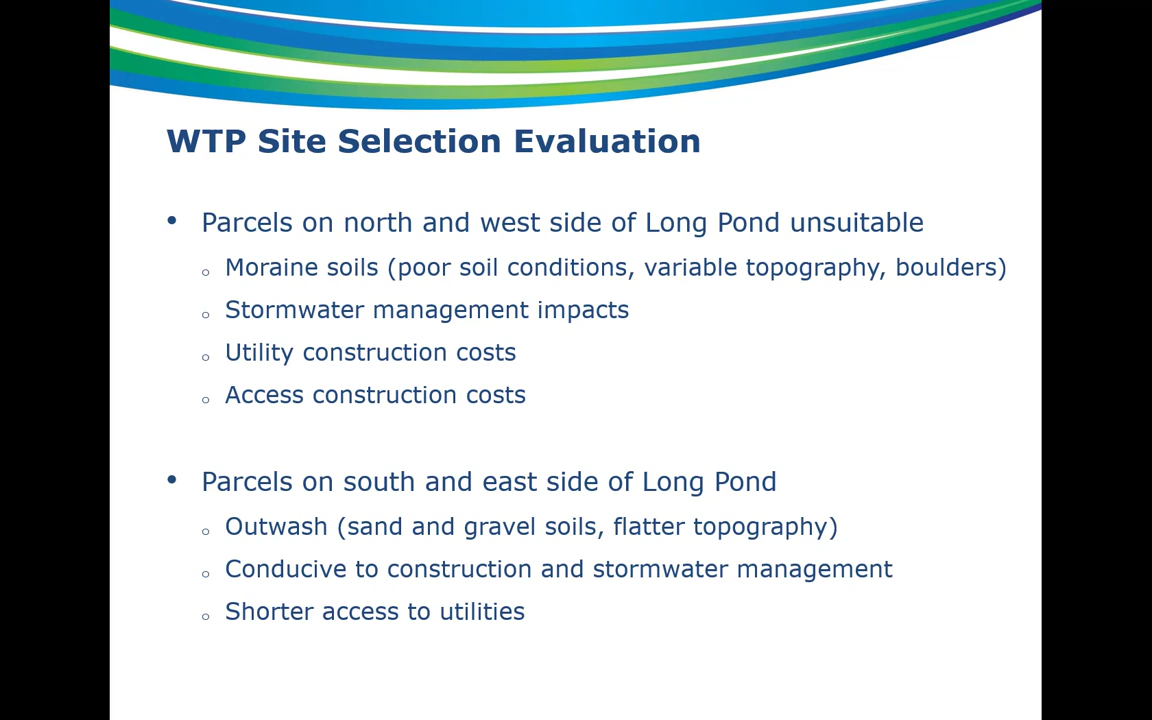 WTP Site Selection Evaluation
• Parcels on north and west side of Long Pond unsuitable
o Moraine soils (poor soil conditions, variable topography, boulders)
o Stormwater management impacts
o Utility construction costs
o Access construction costs
• Parcels on south and east side of Long Pond
o Outwash (sand and gravel soils, flatter topography)
o Conducive to construction and stormwater management
o Shorter access to utilities